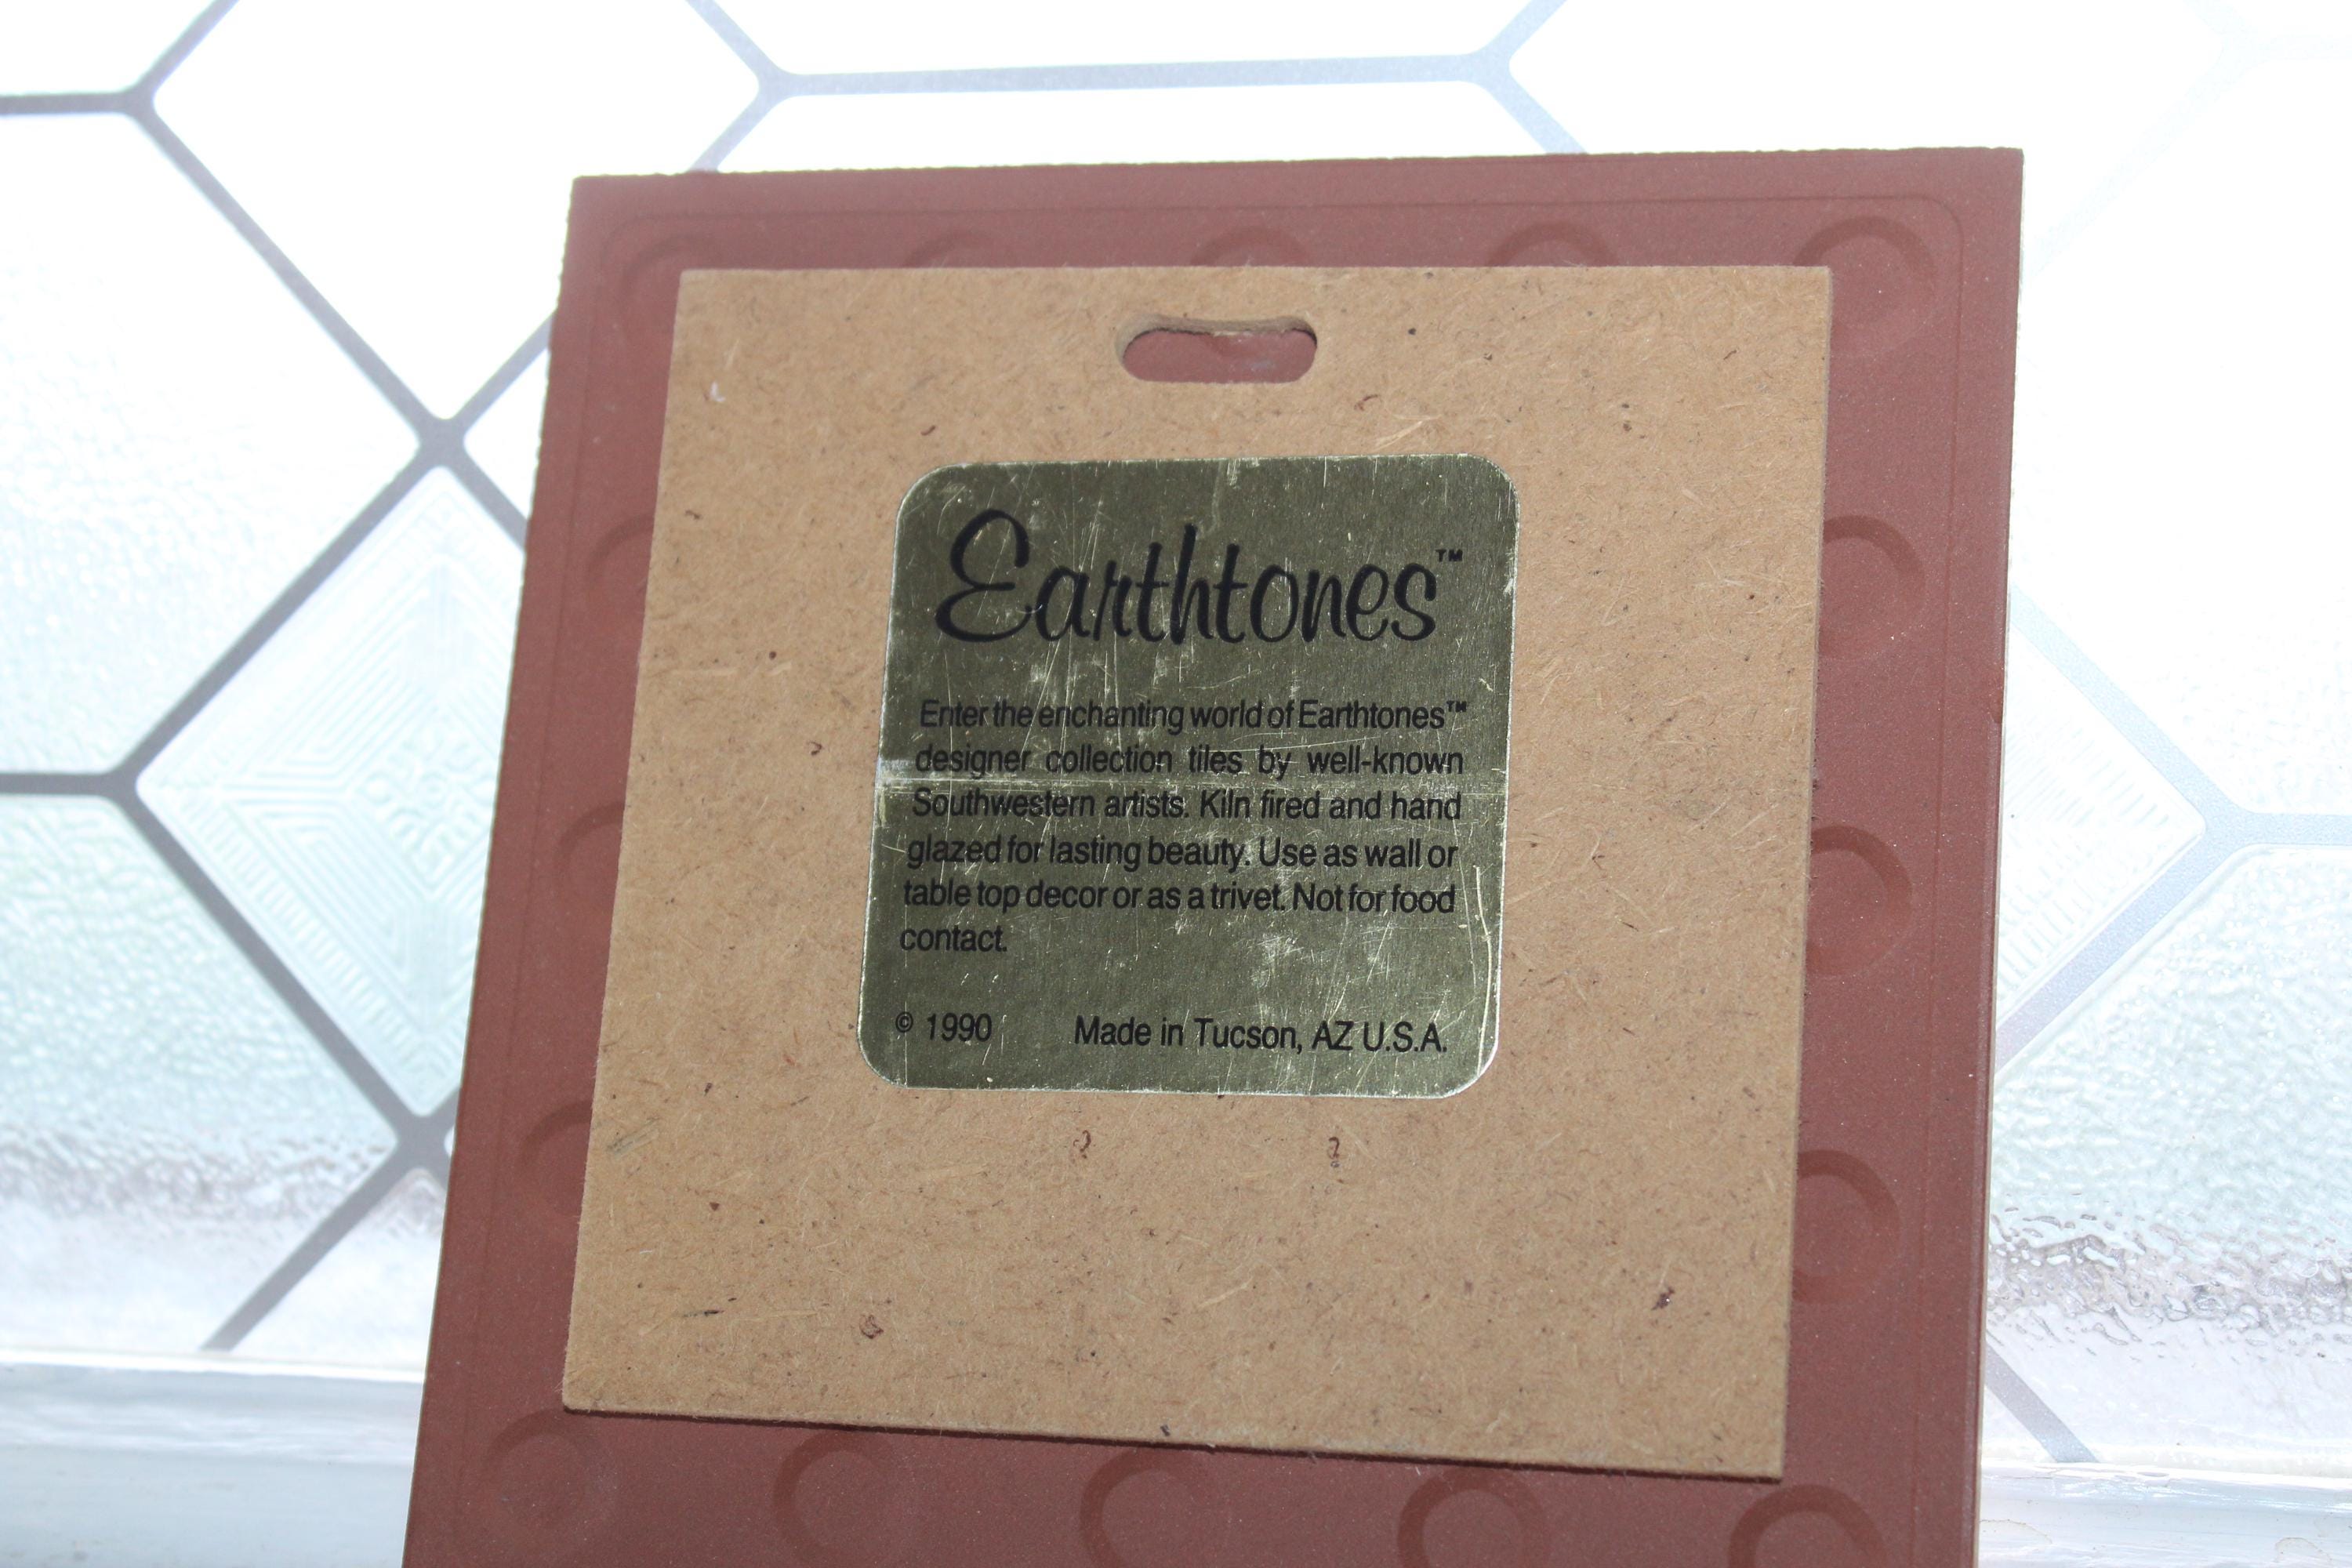 Earthtones™
Enter the enchanting world of Earthtones™
designer collection tiles by well-known
Southwestern artists. Kiln fired and hand
glazed for lasting beauty. Use as wall or
table top decor or as a trivet. Not for food
contact.
© 1990 Made in Tucson, AZ U.S.A.